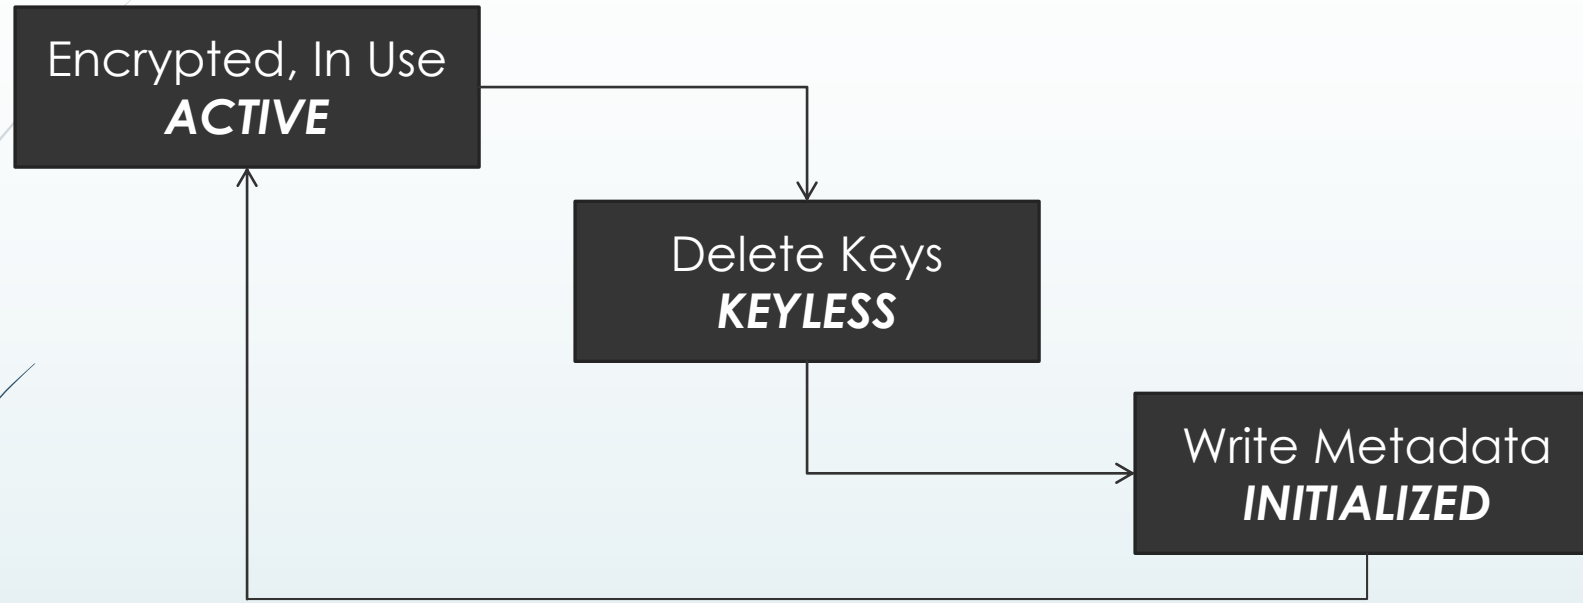 Encrypted, In Use
ACTIVE
Delete Keys
KEYLESS
Write Metadata
INITIALIZED